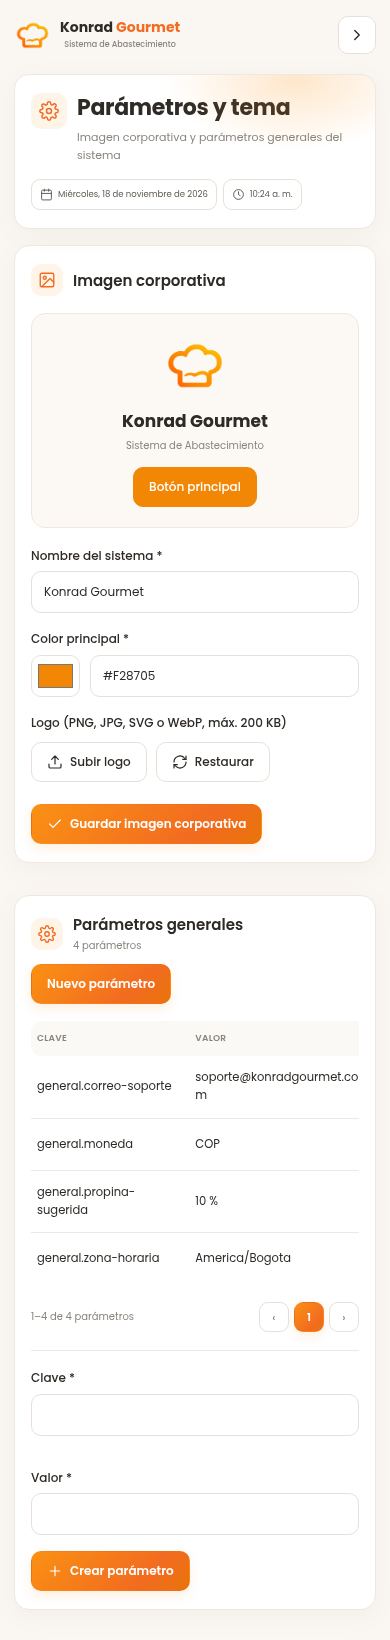 Konrad Gourmet
Sistema de Abastecimiento
Parámetros y tema
Imagen corporativa y parámetros generales del
sistema
Miércoles, 18 de noviembre de 2026
10:24 a. m.
Imagen corporativa
Konrad Gourmet
Sistema de Abastecimiento
Botón principal
Nombre del sistema *
Konrad Gourmet
Color principal *
#F28705
Logo (PNG, JPG, SVG o WebP, máx. 200 KB)
Subir logo
Restaurar
Guardar imagen corporativa
Parámetros generales
4 parámetros
Nuevo parámetro
CLAVE VALOR
general.correo-soporte soporte@konradgourmet.co
m
general.moneda COP
general.propina-
sugerida 10 %
general.zona-horaria America/Bogota
1–4 de 4 parámetros ‹ 1 ›
Clave *
Valor *
Crear parámetro